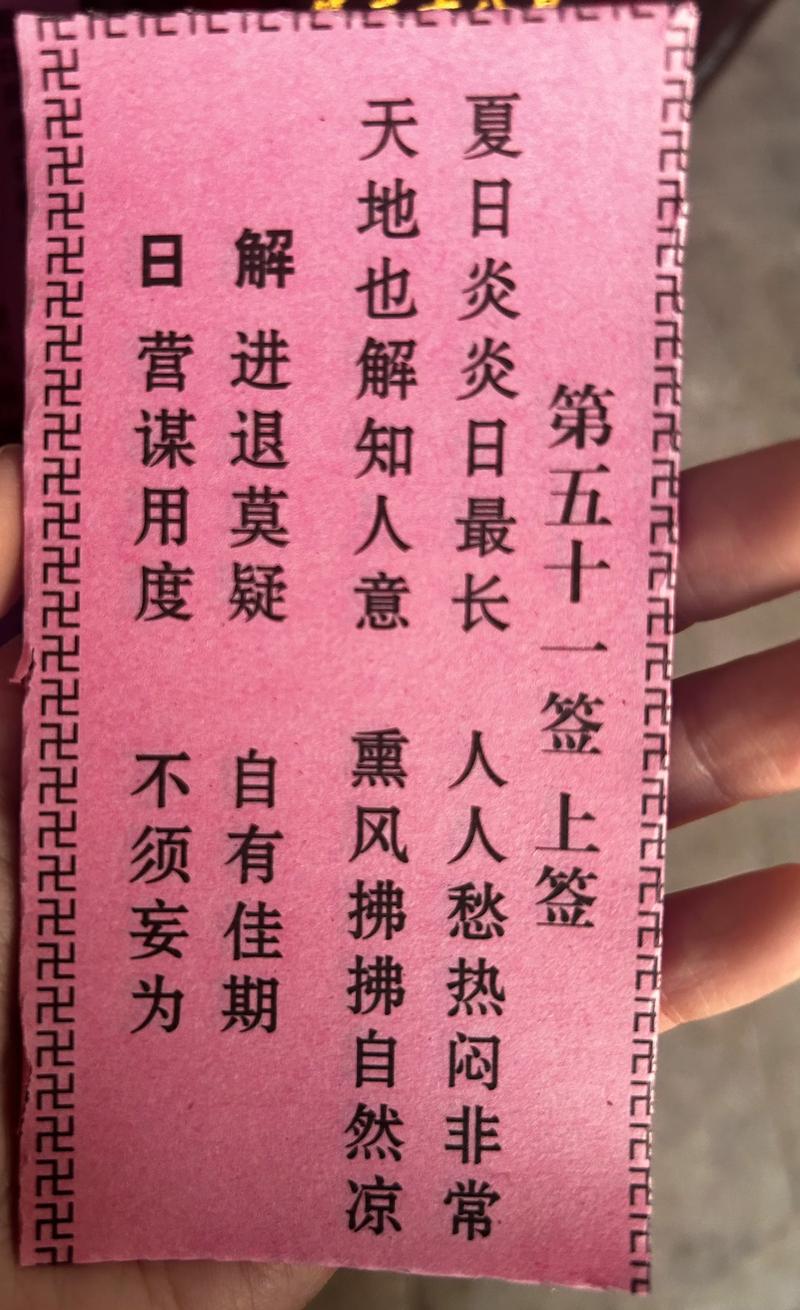 第五十一签 上签
夏日炎炎日最长 人人愁热闷非常
天地也解知人意 熏风拂拂自然凉
解 进退莫疑 自有佳期
日 营谋用度 不须妄为